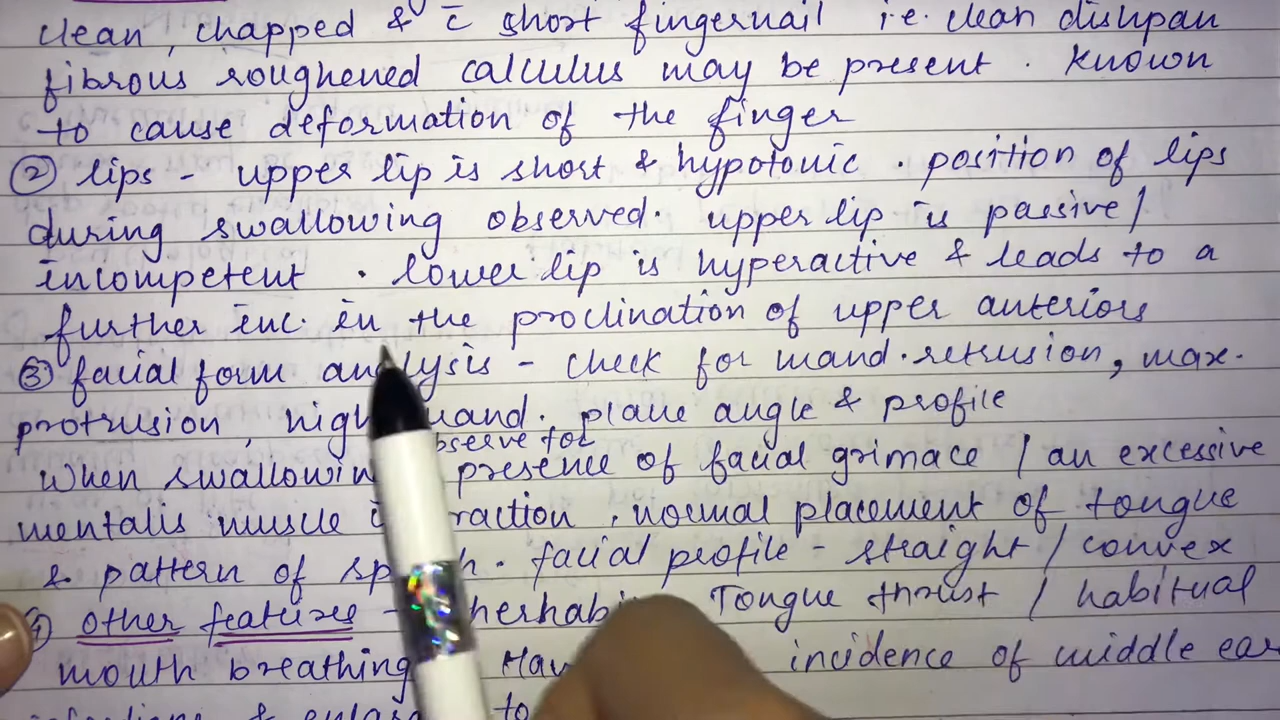 clean, chapped & c̄ short fingernail i.e. clean dishpan
fibrous roughened calculus may be present. Known
to cause deformation of the finger
② lips - upper lip is short & hypotonic. position of lips
during swallowing observed. upper lip is passive/
incompetent. lower lip is hyperactive & leads to a
further inc. in the proclination of upper anteriors
③ facial form analysis - check for mand. retrusion, max.
protrusion, high mand. plane angle & profile
observe for
when swallowing presence of facial grimace / an excessive
mentalis muscle normal placement of tongue
& pattern of facial profile - straight / convex
④ other features - Tongue thrust / habitual
mouth breathing incidence of middle ear
& to